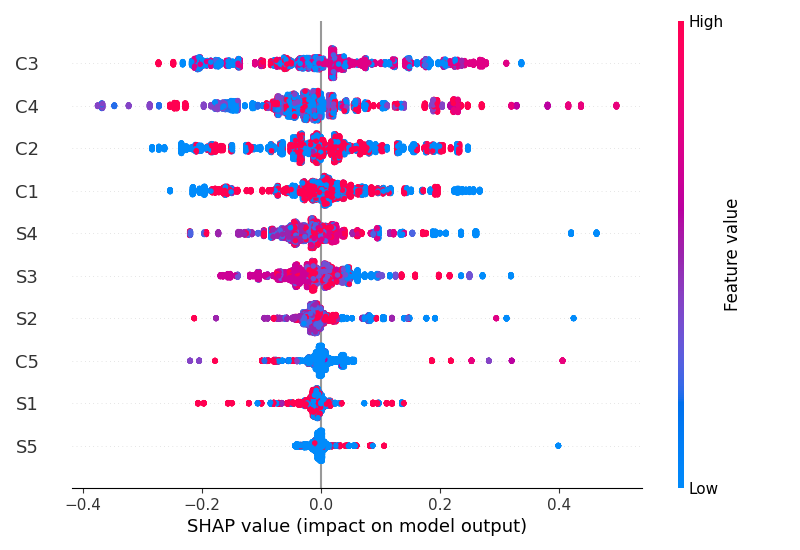 High
C3
C4
C2
C1
S4
S3
S2
C5
S1
S5
Feature value
Low
−0.4
−0.2
0.0
0.2
0.4
SHAP value (impact on model output)